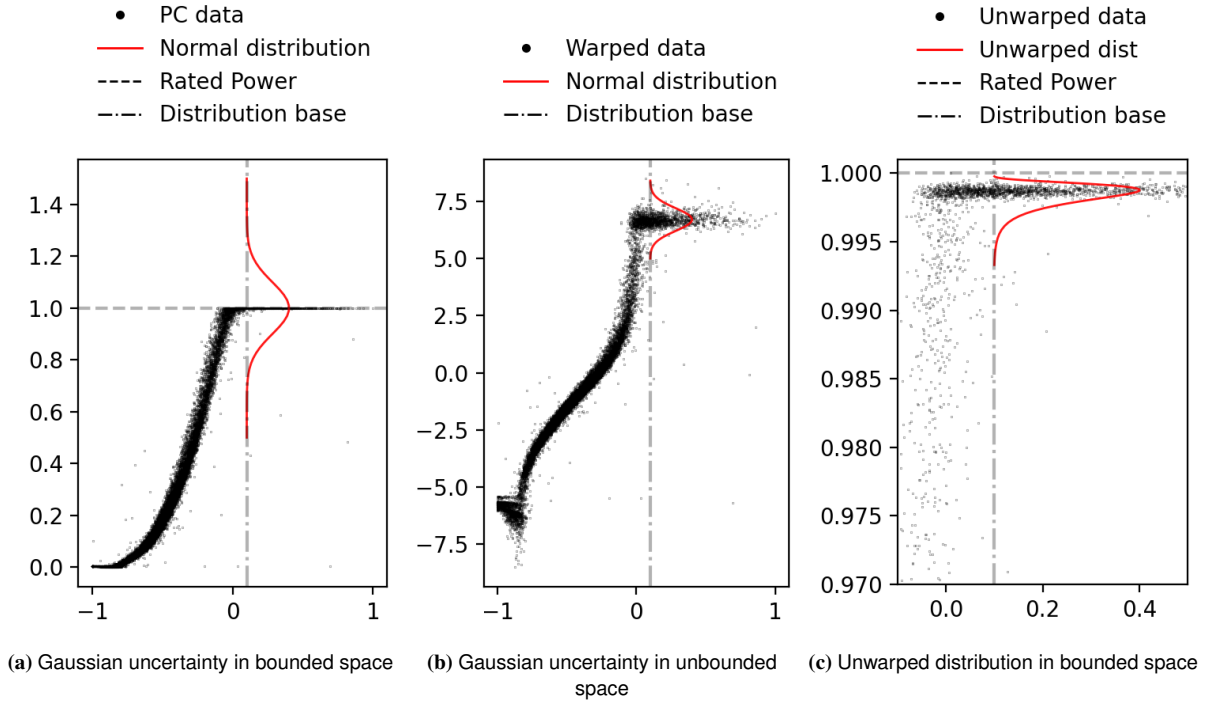 PC data
Normal distribution
Rated Power
Distribution base
1.4
1.2
1.0
0.8
0.6
0.4
0.2
0.0
−1
0
1
(a) Gaussian uncertainty in bounded space
Warped data
Normal distribution
Distribution base
7.5
5.0
2.5
0.0
−2.5
−5.0
−7.5
−1
0
1
(b) Gaussian uncertainty in unbounded
space
Unwarped data
Unwarped dist
Rated Power
Distribution base
1.000
0.995
0.990
0.985
0.980
0.975
0.970
0.0
0.2
0.4
(c) Unwarped distribution in bounded space